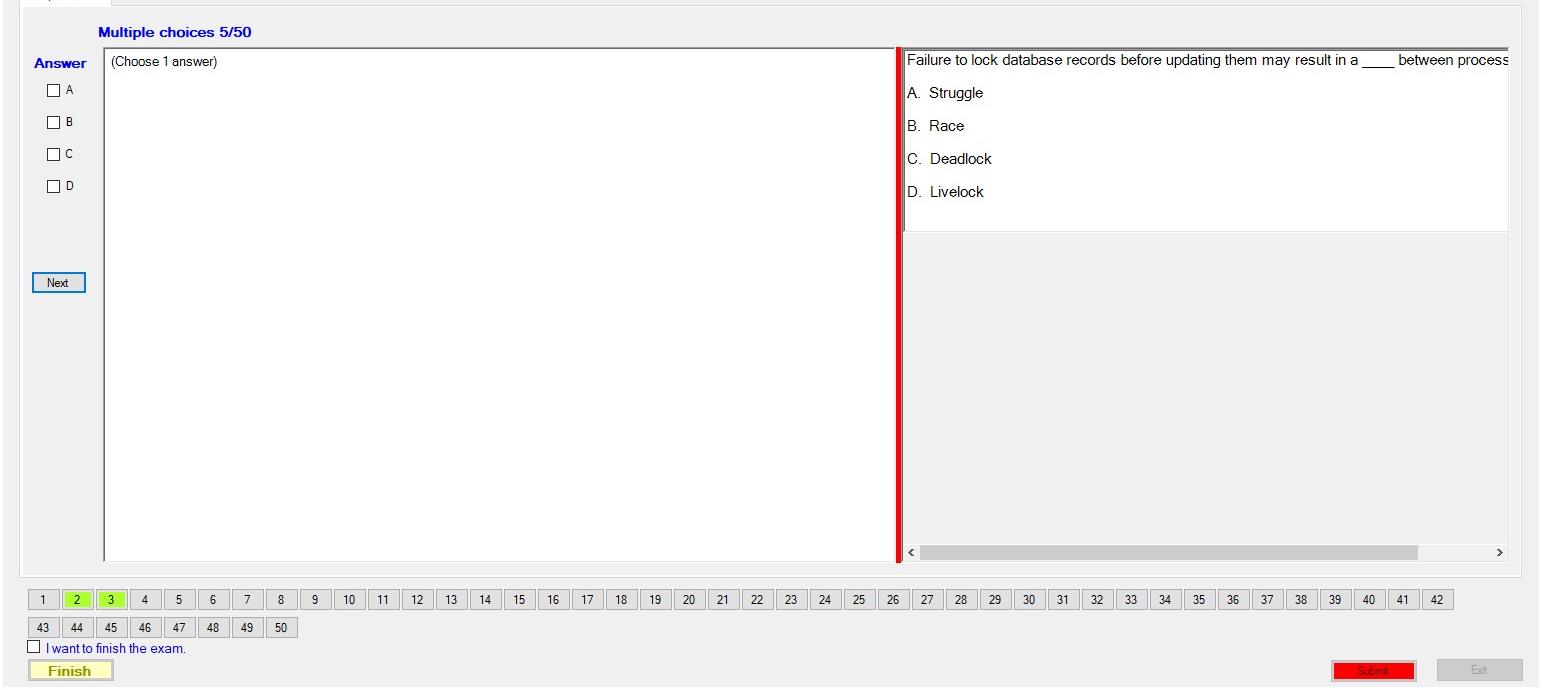 Multiple choices 5/50
Answer
A
B
C
D
Next
(Choose 1 answer)
Failure to lock database records before updating them may result in a ____ between process
A. Struggle
B. Race
C. Deadlock
D. Livelock
1 2 3 4 5 6 7 8 9 10 11 12 13 14 15 16 17 18 19 20 21 22 23 24 25 26 27 28 29 30 31 32 33 34 35 36 37 38 39 40 41 42
43 44 45 46 47 48 49 50
I want to finish the exam.
Finish
Submit
Exit